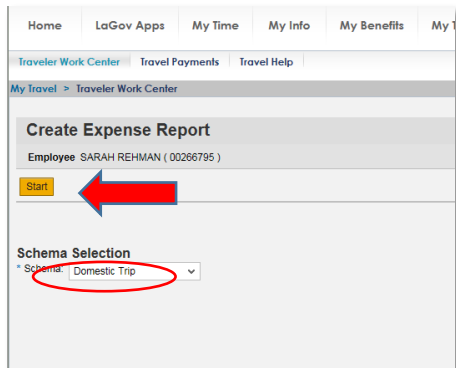 Home LaGov Apps My Time My Info My Benefits My
Traveler Work Center Travel Payments Travel Help
My Travel > Traveler Work Center
Create Expense Report
Employee SARAH REHMAN ( 00266795 )
Start
Schema Selection
* Schema: Domestic Trip